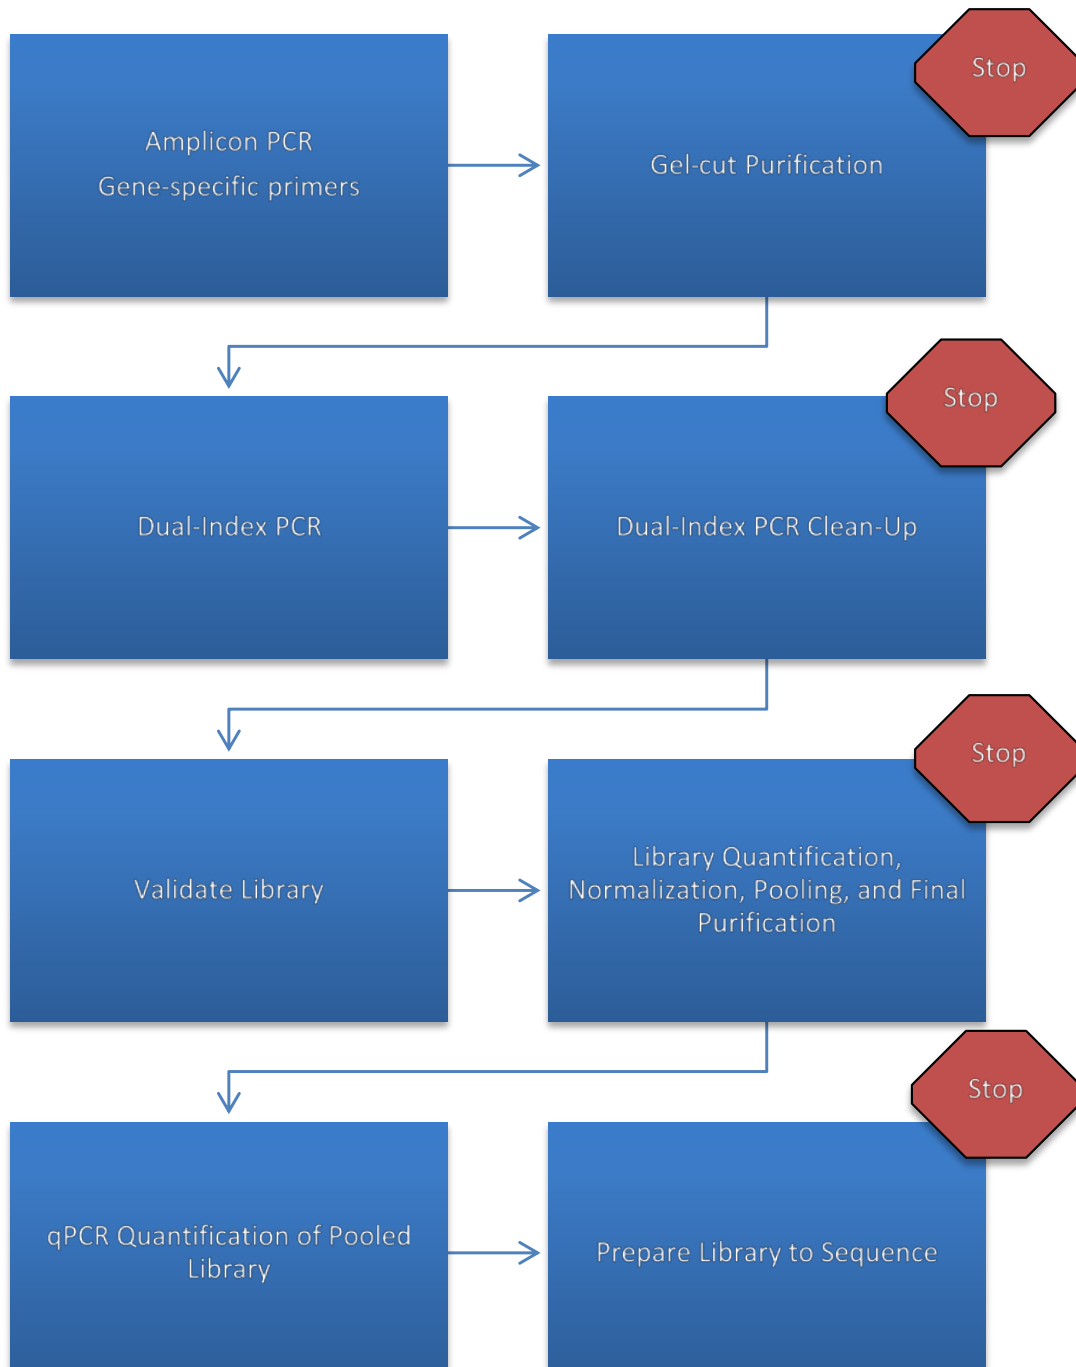 Amplicon PCR
Gene-specific primers
Gel-cut Purification
Stop
Dual-Index PCR
Dual-Index PCR Clean-Up
Stop
Validate Library
Library Quantification,
Normalization, Pooling, and Final
Purification
Stop
qPCR Quantification of Pooled
Library
Prepare Library to Sequence
Stop